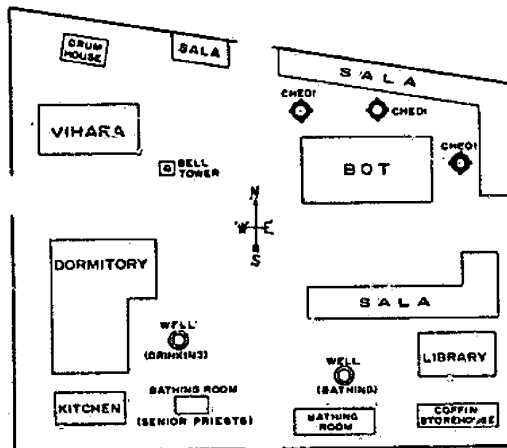 DRUM
HOUSE
SALA
SALA
CHEDI
CHEDI
CHEDI
VIHARA
BELL
TOWER
BOT
N
W E
S
DORMITORY
SALA
WELL
(DRINKING)
WELL
(BATHING)
LIBRARY
KITCHEN
BATHING ROOM
(SENIOR PRIESTS)
BATHING
ROOM
COFFIN
STOREHOUSE